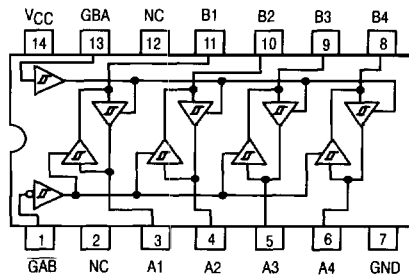 VCC GBA NC B1 B2 B3 B4
14 13 12 11 10 9 8
1 2 3 4 5 6 7
GAB NC A1 A2 A3 A4 GND